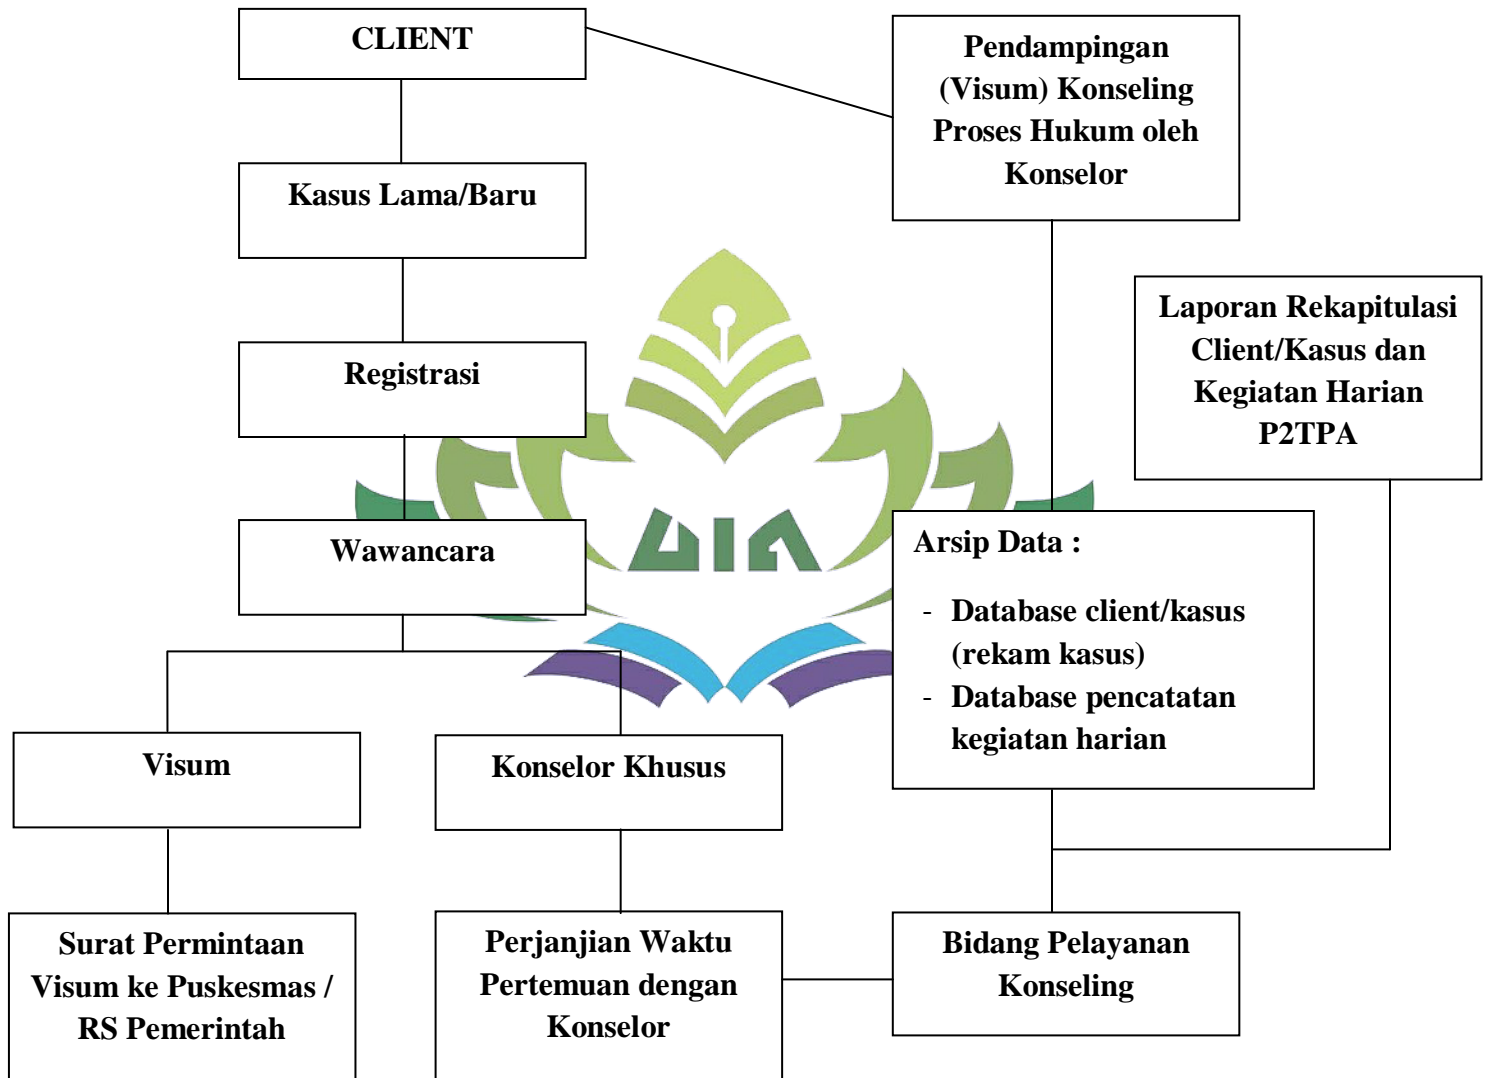 CLIENT
Pendampingan
(Visum) Konseling
Proses Hukum oleh
Konselor
Kasus Lama/Baru
Laporan Rekapitulasi
Client/Kasus dan
Kegiatan Harian
P2TPA
Registrasi
Wawancara
Arsip Data :
- Database client/kasus
(rekam kasus)
- Database pencatatan
kegiatan harian
Visum
Konselor Khusus
Surat Permintaan
Visum ke Puskesmas /
RS Pemerintah
Perjanjian Waktu
Pertemuan dengan
Konselor
Bidang Pelayanan
Konseling